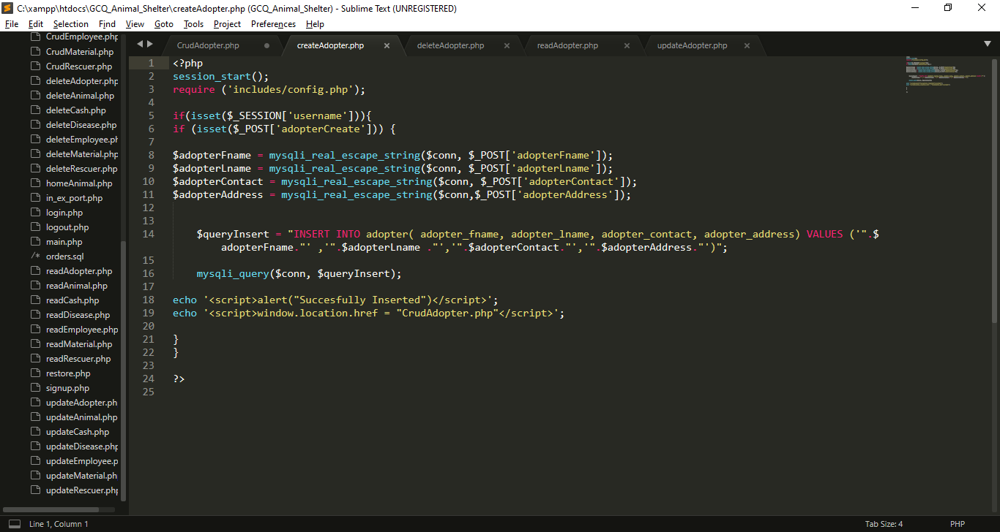 C:\xampp\htdocs\GCQ_Animal_Shelter\createAdopter.php (GCQ_Animal_Shelter) - Sublime Text (UNREGISTERED)
File Edit Selection Find View Goto Tools Project Preferences Help
CrudEmployee.php
CrudMaterial.php
CrudRescuer.php
deleteAdopter.php
deleteAnimal.php
deleteCash.php
deleteDisease.php
deleteEmployee.ph
deleteMaterial.php
deleteRescuer.php
homeAnimal.php
in_ex_port.php
login.php
logout.php
main.php
/* orders.sql
readAdopter.php
readAnimal.php
readCash.php
readDisease.php
readEmployee.php
readMaterial.php
readRescuer.php
restore.php
signup.php
updateAdopter.ph
updateAnimal.php
updateCash.php
updateDisease.php
updateEmployee.p
updateMaterial.ph
updateRescuer.php
CrudAdopter.php createAdopter.php deleteAdopter.php readAdopter.php updateAdopter.php
1 <?php
2 session_start();
3 require ('includes/config.php');
4
5 if(isset($_SESSION['username'])){
6 if (isset($_POST['adopterCreate'])) {
7
8 $adopterFname = mysqli_real_escape_string($conn, $_POST['adopterFname']);
9 $adopterLname = mysqli_real_escape_string($conn, $_POST['adopterLname']);
10 $adopterContact = mysqli_real_escape_string($conn, $_POST['adopterContact']);
11 $adopterAddress = mysqli_real_escape_string($conn,$_POST['adopterAddress']);
12
13
14 $queryInsert = "INSERT INTO adopter( adopter_fname, adopter_lname, adopter_contact, adopter_address) VALUES ('".$
adopterFname."' ,'".$adopterLname ."','".$adopterContact."','".$adopterAddress."')";
15
16 mysqli_query($conn, $queryInsert);
17
18 echo '<script>alert("Succesfully Inserted")</script>';
19 echo '<script>window.location.href = "CrudAdopter.php"</script>';
20
21 }
22 }
23
24 ?>
25
Line 1, Column 1 Tab Size: 4 PHP